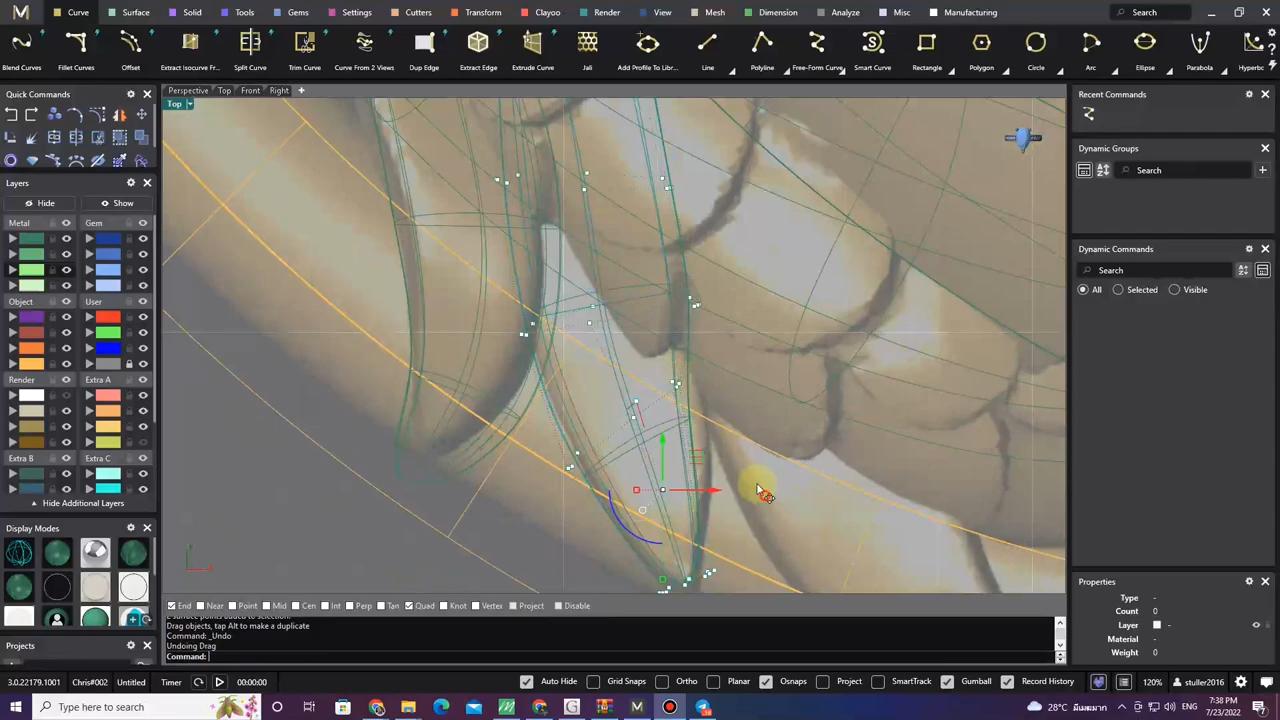 Curve Surface Solid Tools Gems Settings Cutters Transform Clayoo Render View Mesh Dimension Analyze Misc Manufacturing Search
Blend Curves Fillet Curves Offset Extract Isocurve Fr... Split Curve Trim Curve Curve From 2 Views Dup Edge Extract Edge Extrude Curve Jali Add Profile To Libr... Line Polyline Free-Form Curve Smart Curve Rectangle Polygon Circle Arc Ellipse Parabola Hyperbc
Quick Commands
Perspective Top Front Right
Top
Recent Commands
Dynamic Groups
Search
Layers
Hide Show
Metal Gem
Object User
Render Extra A
Extra B Extra C
Hide Additional Layers
Display Modes
Projects
Dynamic Commands
Search
All Selected Visible
Properties
Type -
Count 0
Layer -
Material -
Weight 0
End Near Point Mid Cen Int Perp Tan Quad Knot Vertex Project Disable
Drag objects, tap Alt to make a duplicate
Command: _Undo
Undoing Drag
Command:
3.0.22179.1001 Chris#002 Untitled Timer 00:00:00 Auto Hide Grid Snaps Ortho Planar Osnaps Project SmartTrack Gumball Record History 120% stuller2016
Type here to search
28°C
7:38 PM
7/23/2022